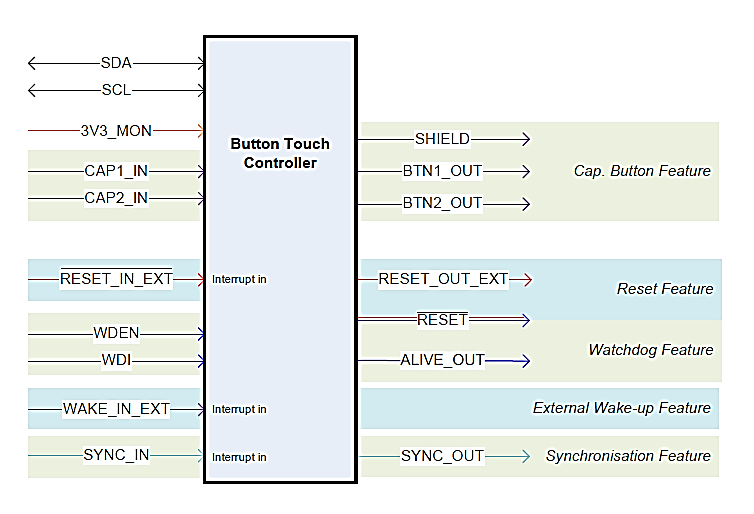 SDA
SCL
3V3_MON
CAP1_IN
CAP2_IN
Button Touch
Controller
SHIELD
BTN1_OUT
BTN2_OUT
Cap. Button Feature
RESET_IN_EXT
Interrupt in
RESET_OUT_EXT
Reset Feature
RESET
WDEN
WDI
ALIVE_OUT
Watchdog Feature
WAKE_IN_EXT
Interrupt in
External Wake-up Feature
SYNC_IN
Interrupt in
SYNC_OUT
Synchronisation Feature